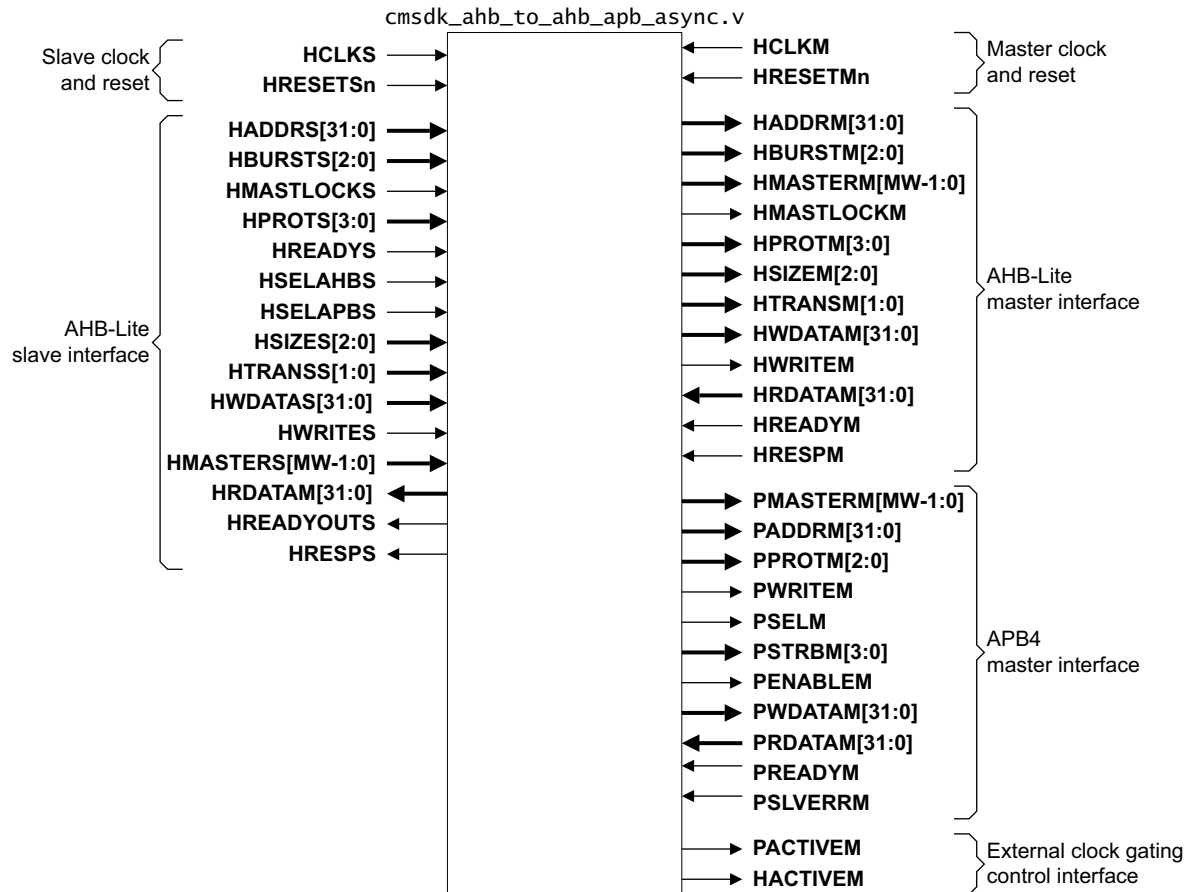 cmsdk_ahb_to_ahb_apb_async.v
Slave clock
and reset
HCLKS
HRESETSn
AHB-Lite
slave interface
HADDRS[31:0]
HBURSTS[2:0]
HMASTLOCKS
HPROTS[3:0]
HREADYS
HSELAHBS
HSELAPBS
HSIZES[2:0]
HTRANSS[1:0]
HWDATAS[31:0]
HWRITES
HMASTERS[MW-1:0]
HRDATAM[31:0]
HREADYOUTS
HRESPS
HCLKM
HRESETMn
Master clock
and reset
HADDRM[31:0]
HBURSTM[2:0]
HMASTERM[MW-1:0]
HMASTLOCKM
HPROTM[3:0]
HSIZEM[2:0]
HTRANSM[1:0]
HWDATAM[31:0]
HWRITEM
HRDATAM[31:0]
HREADYM
HRESPM
AHB-Lite
master interface
PMASTERM[MW-1:0]
PADDRM[31:0]
PPROTM[2:0]
PWRITEM
PSELM
PSTRBM[3:0]
PENABLEM
PWDATAM[31:0]
PRDATAM[31:0]
PREADYM
PSLVERRM
APB4
master interface
PACTIVEM
HACTIVEM
External clock gating
control interface